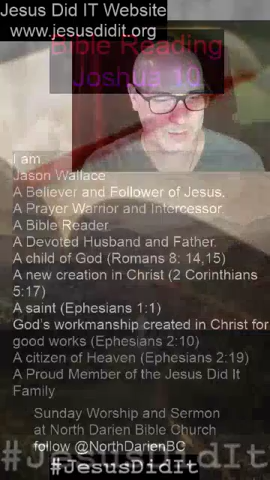 Jesus Did IT Website
www.jesusdidit.org
Bible Reading
Joshua 10
I am
Jason Wallace
A Believer and Follower of Jesus,
A Prayer Warrior and Intercessor
A Bible Reader.
A Devoted Husband and Father.
A child of God (Romans 8: 14,15)
A new creation in Christ (2 Corinthians
5:17)
A saint (Ephesians 1:1)
God's workmanship created in Christ for
good works (Ephesians 2:10)
A citizen of Heaven (Ephesians 2:19)
A Proud Member of the Jesus Did It
Family
Sunday Worship and Sermon
at North Darien Bible Church
follow @NorthDarienBC
#JesusDidIt
#JesusDidIt